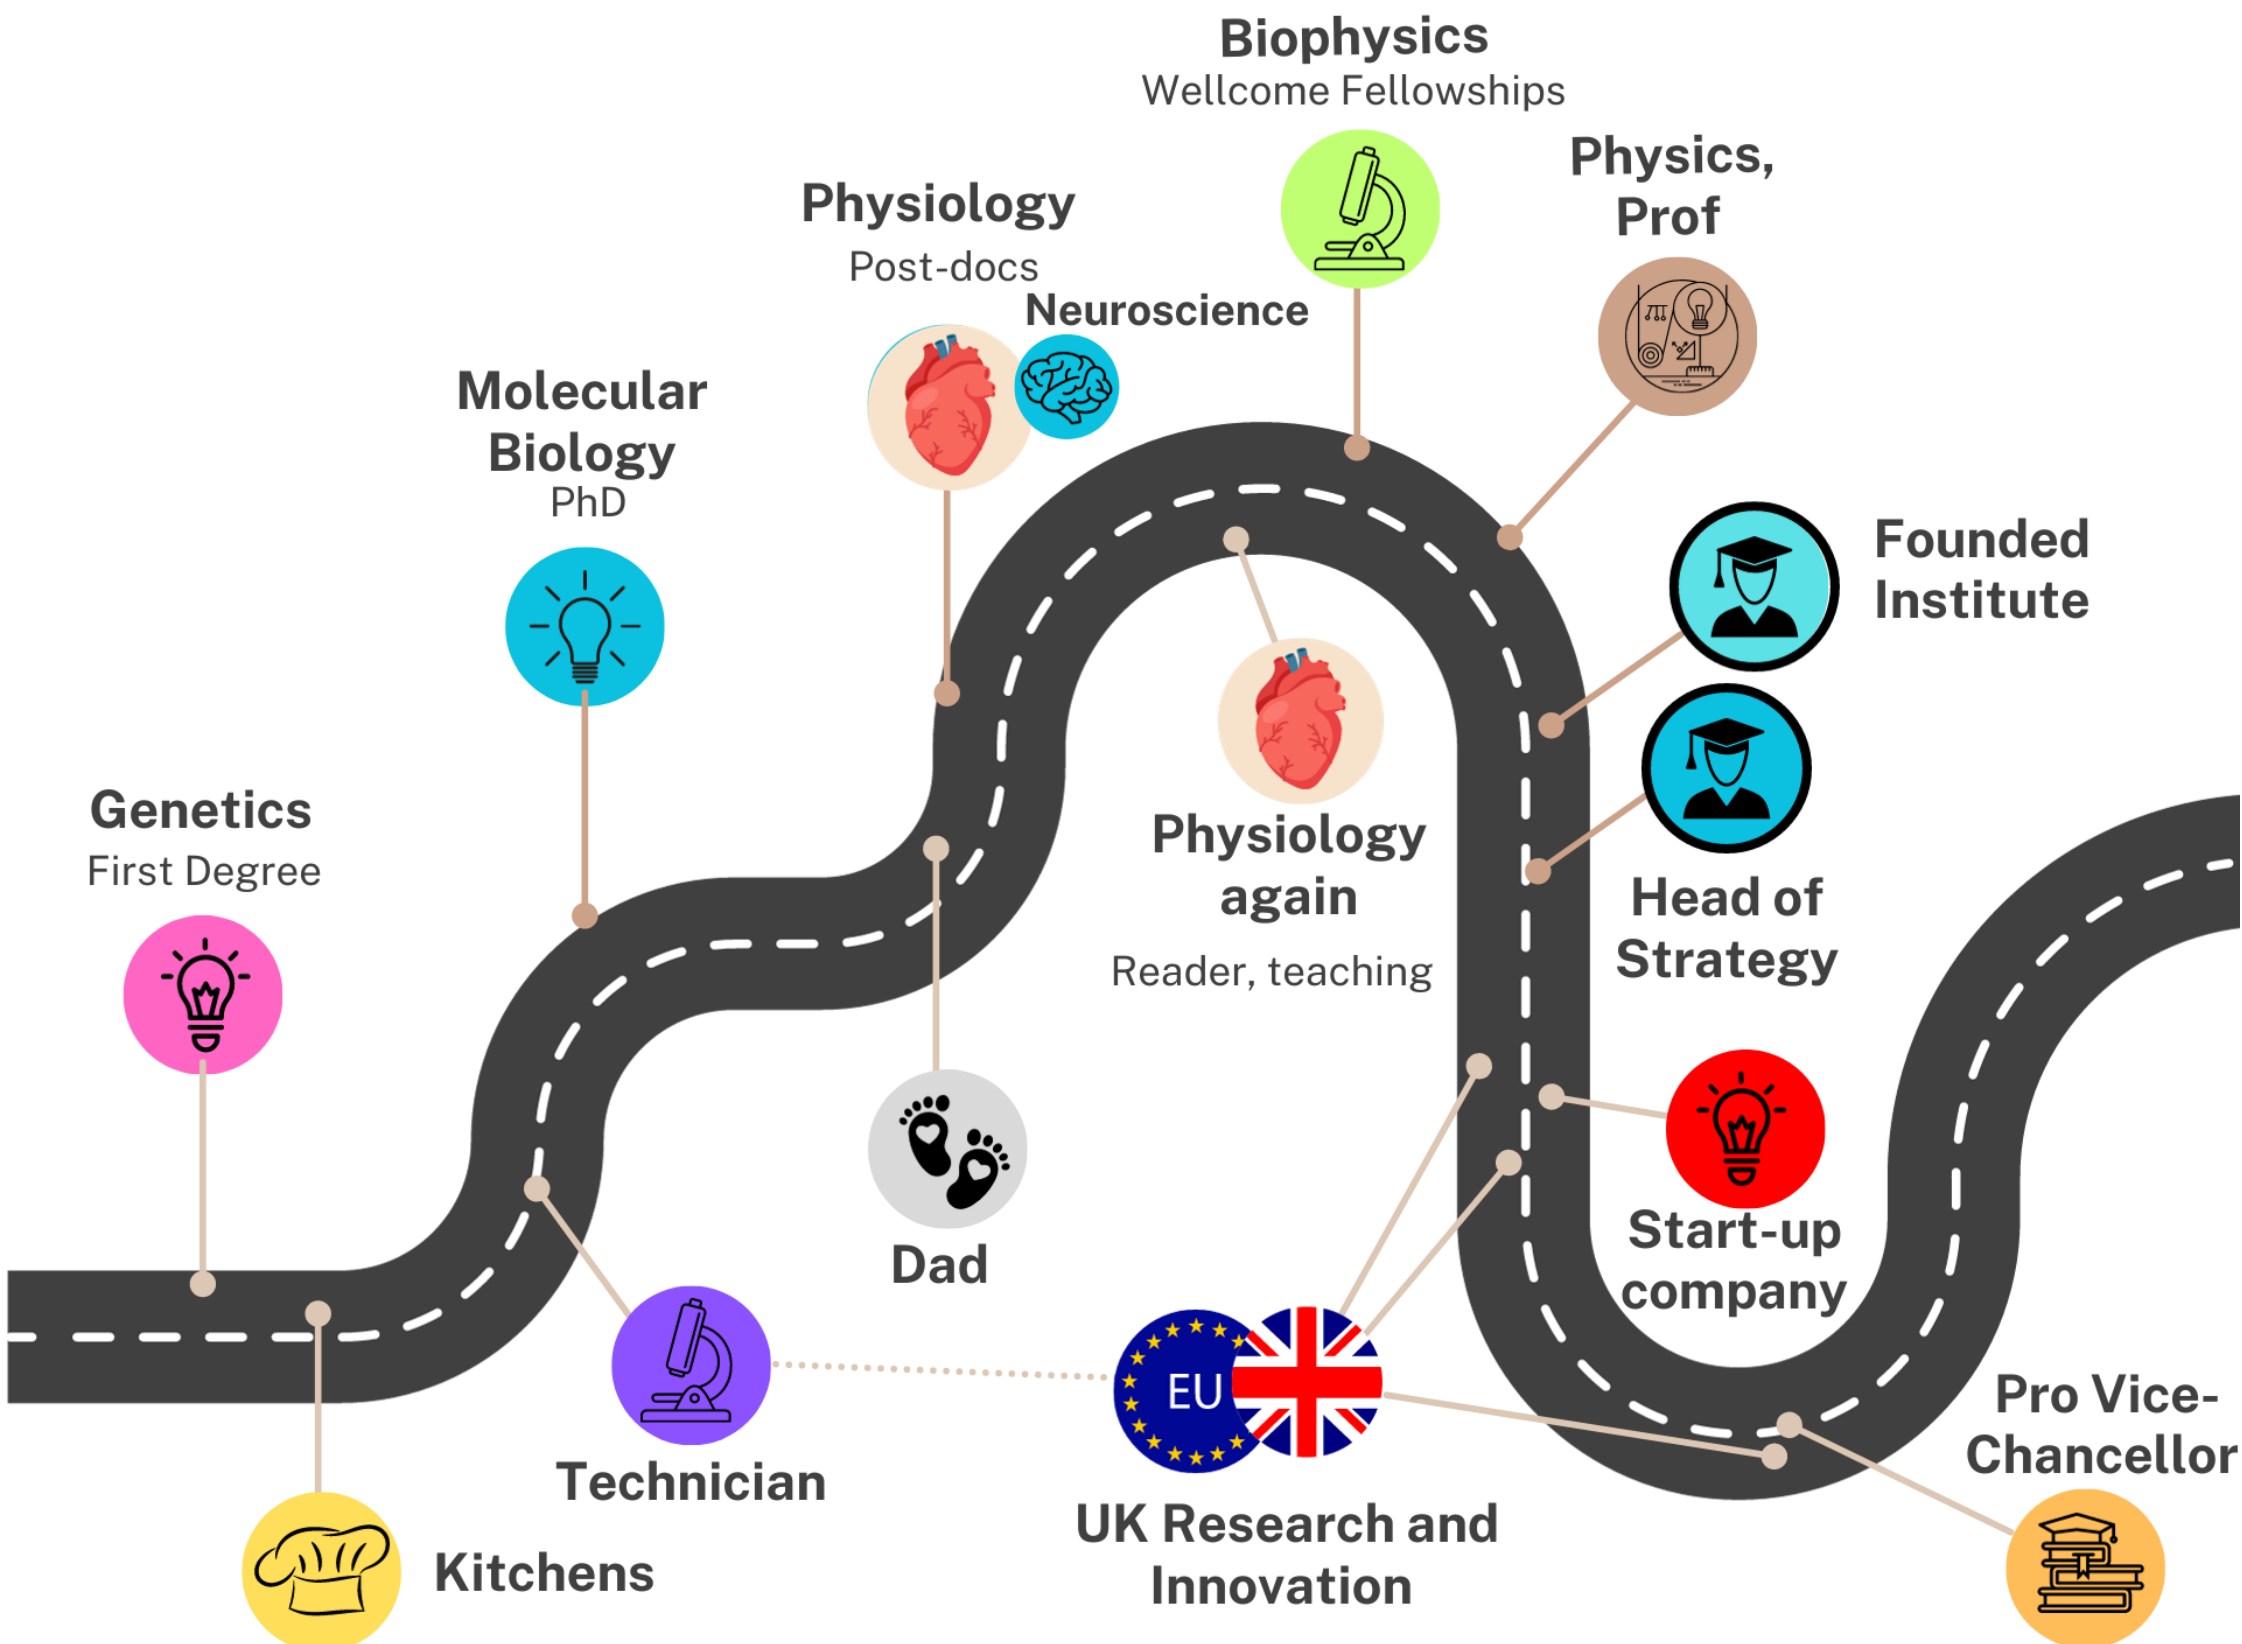 Biophysics
Wellcome Fellowships
Physics,
Prof
Physiology
Post-docs
Neuroscience
Molecular
Biology
PhD
Founded
Institute
Genetics
First Degree
Physiology
again
Reader, teaching
Head of
Strategy
Dad
Start-up
company
Technician
EU
UK Research and
Innovation
Pro Vice-
Chancellor
Kitchens